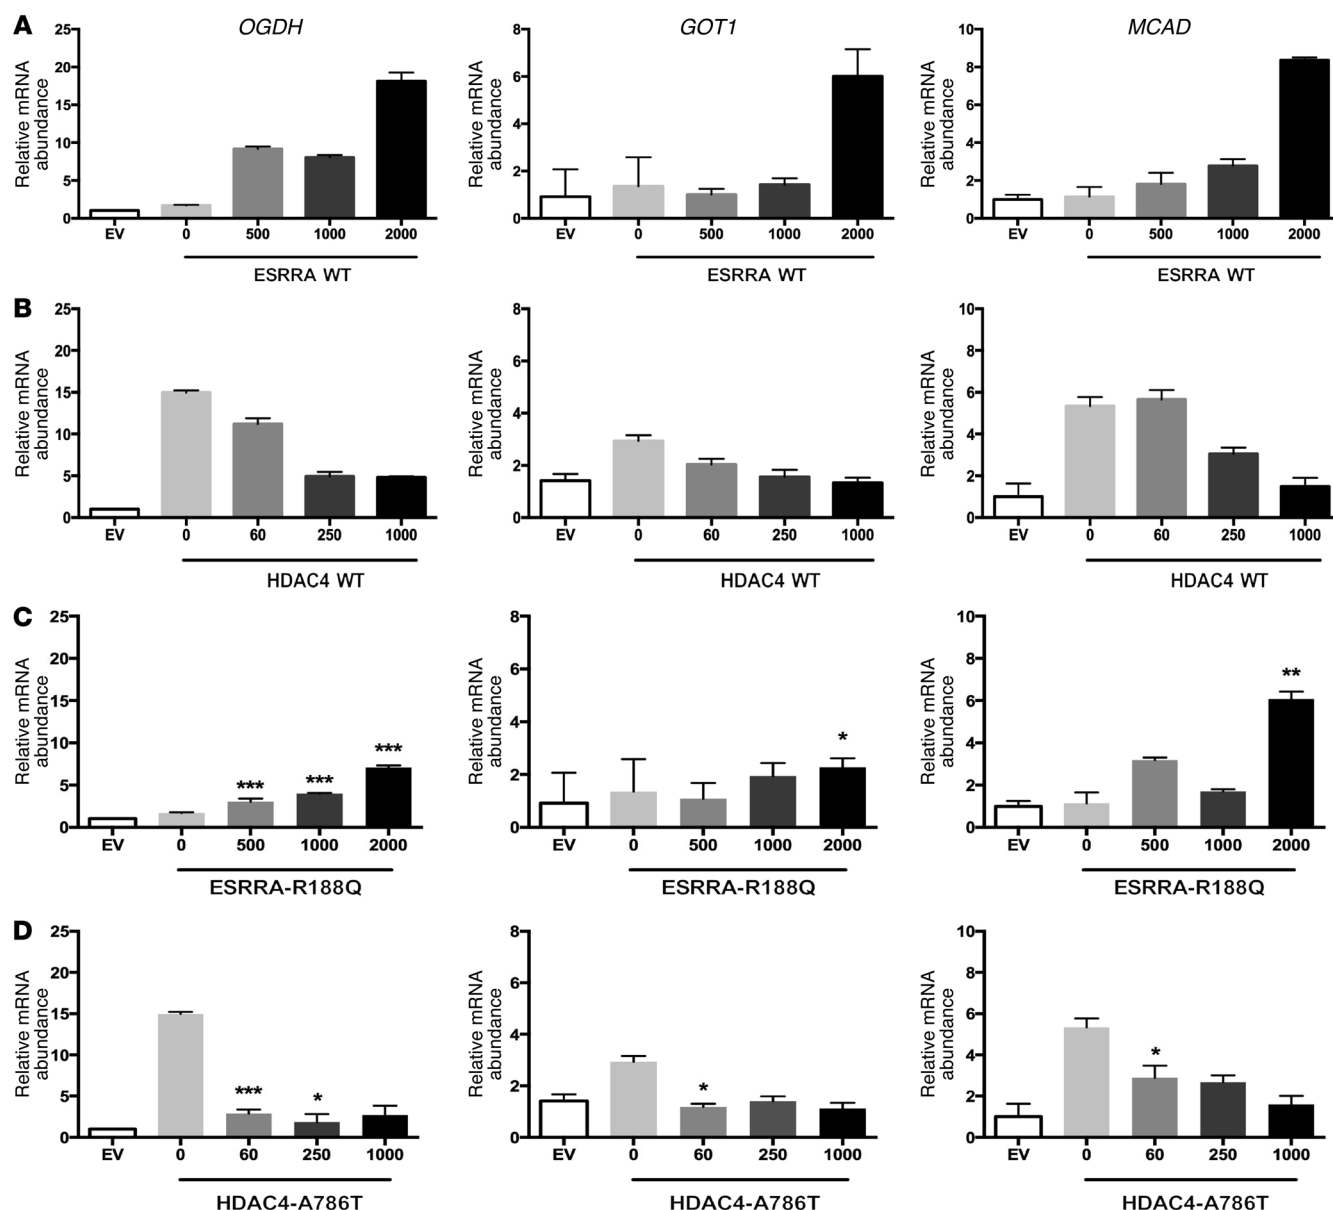 A
OGDH
GOT1
MCAD
Relative mRNA
abundance
25
20
15
10
5
0
EV
0
500
1000
2000
ESRRA WT
Relative mRNA
abundance
8
6
4
2
0
EV
0
500
1000
2000
ESRRA WT
Relative mRNA
abundance
10
8
6
4
2
0
EV
0
500
1000
2000
ESRRA WT
B
Relative mRNA
abundance
25
20
15
10
5
0
EV
0
60
250
1000
HDAC4 WT
Relative mRNA
abundance
8
6
4
2
0
EV
0
60
250
1000
HDAC4 WT
Relative mRNA
abundance
10
8
6
4
2
0
EV
0
60
250
1000
HDAC4 WT
C
Relative mRNA
abundance
25
20
15
10
5
0
***
***
***
EV
0
500
1000
2000
ESRRA-R188Q
Relative mRNA
abundance
8
6
4
2
0
*
EV
0
500
1000
2000
ESRRA-R188Q
Relative mRNA
abundance
10
8
6
4
2
0
**
EV
0
500
1000
2000
ESRRA-R188Q
D
Relative mRNA
abundance
25
20
15
10
5
0
***
*
EV
0
60
250
1000
HDAC4-A786T
Relative mRNA
abundance
8
6
4
2
0
*
EV
0
60
250
1000
HDAC4-A786T
Relative mRNA
abundance
10
8
6
4
2
0
*
EV
0
60
250
1000
HDAC4-A786T